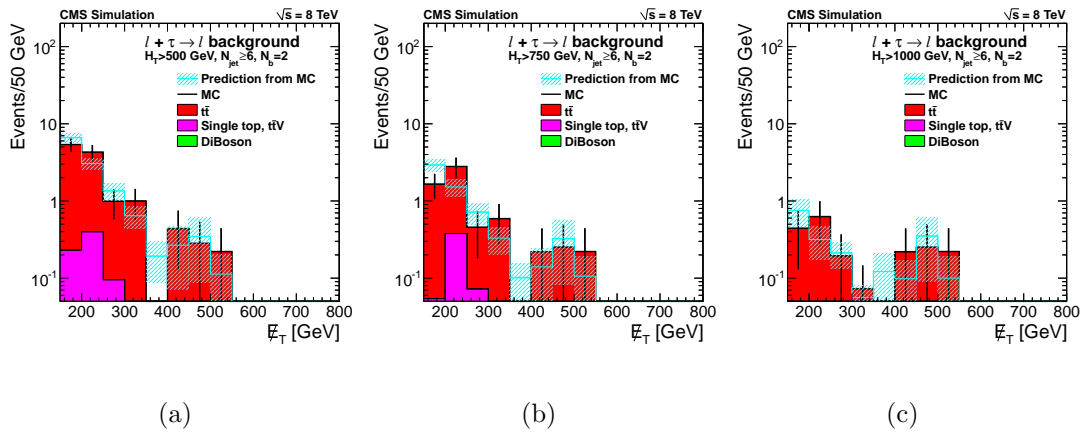 CMS Simulation √s = 8 TeV
l + τ → l background
H_T>500 GeV, N_jet≥6, N_b=2
Prediction from MC
MC
tt̄
Single top, tt̄V
DiBoson
Events/50 GeV
10²
10
1
10⁻¹
200 300 400 500 600 700 800
E̸_T [GeV]
(a)
CMS Simulation √s = 8 TeV
l + τ → l background
H_T>750 GeV, N_jet≥6, N_b=2
Prediction from MC
MC
tt̄
Single top, tt̄V
DiBoson
Events/50 GeV
10²
10
1
10⁻¹
200 300 400 500 600 700 800
E̸_T [GeV]
(b)
CMS Simulation √s = 8 TeV
l + τ → l background
H_T>1000 GeV, N_jet≥6, N_b=2
Prediction from MC
MC
tt̄
Single top, tt̄V
DiBoson
Events/50 GeV
10²
10
1
10⁻¹
200 300 400 500 600 700 800
E̸_T [GeV]
(c)